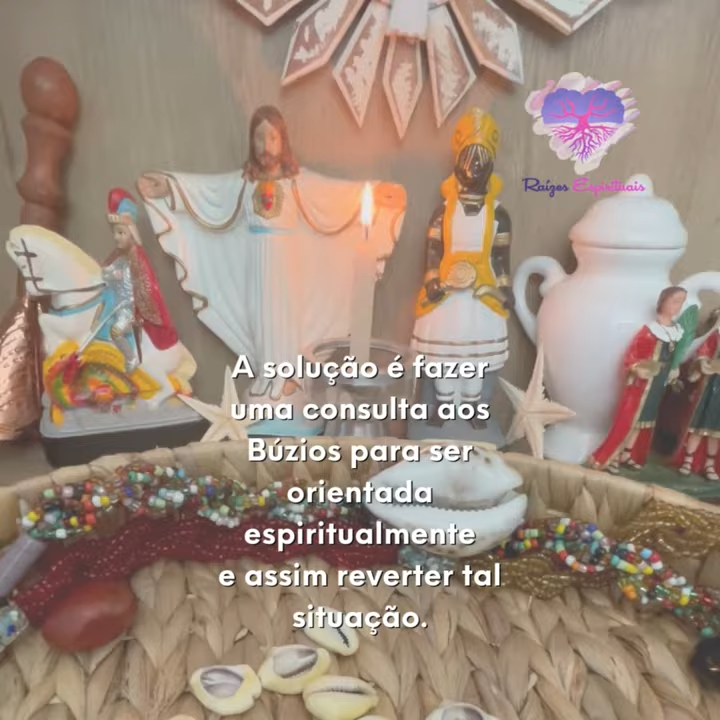 Raízes Espirituais
A solução é fazer
uma consulta aos
Búzios para ser
orientada
espiritualmente
e assim reverter tal
situação.